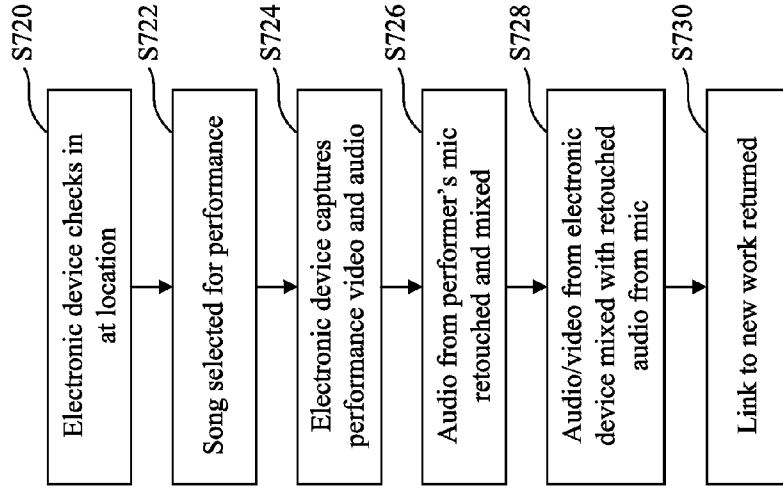 S720
Electronic device checks in
at location
S722
Song selected for performance
S724
Electronic device captures
performance video and audio
S726
Audio from performer's mic
retouched and mixed
S728
Audio/video from electronic
device mixed with retouched
audio from mic
S730
Link to new work returned